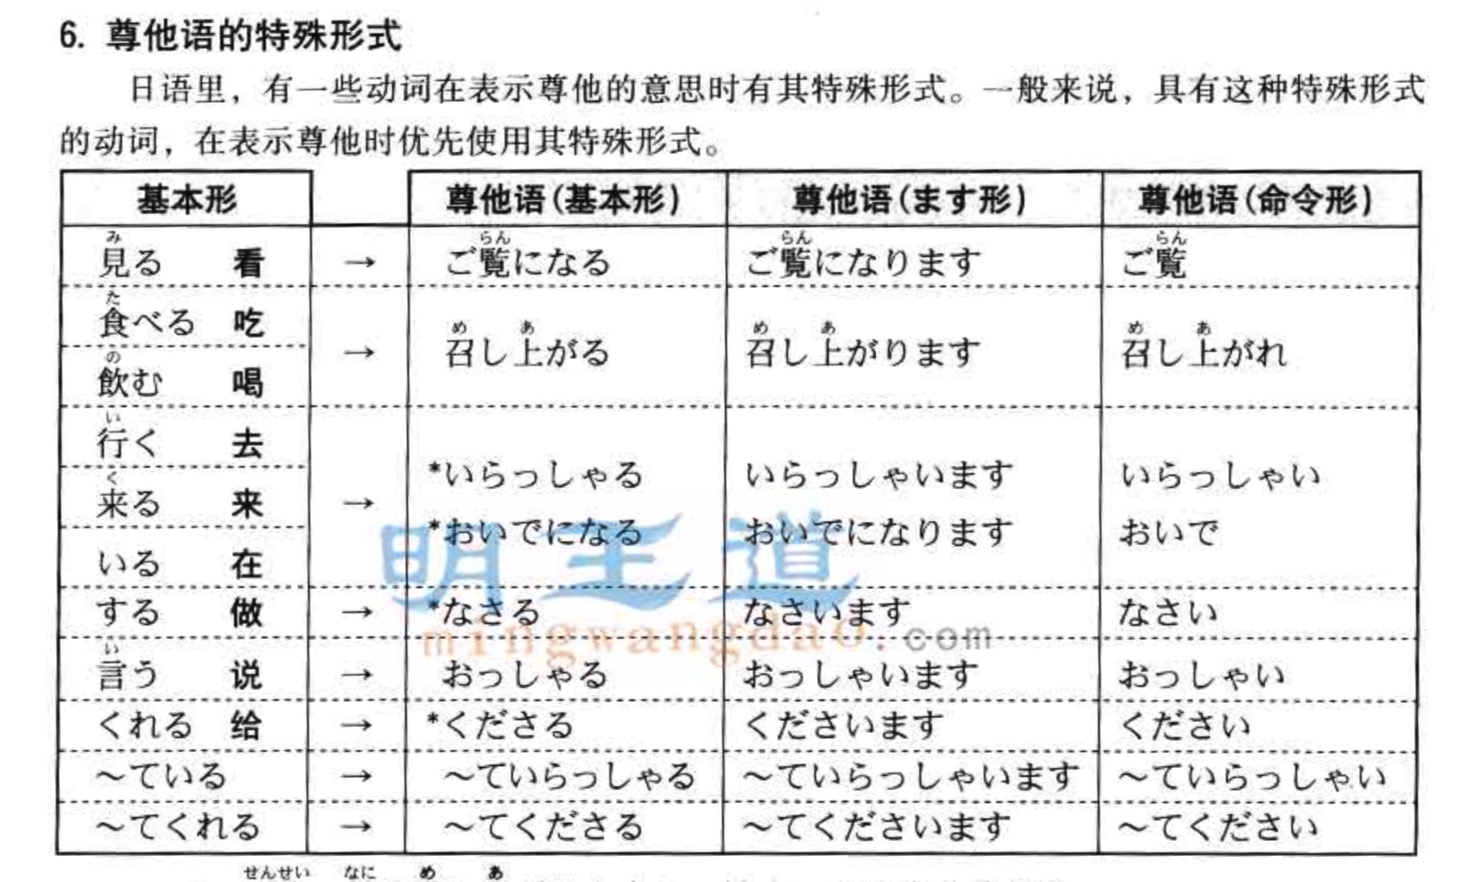 6. 尊他语的特殊形式
日语里，有一些动词在表示尊他的意思时有其特殊形式。一般来说，具有这种特殊形式
的动词，在表示尊他时优先使用其特殊形式。
基本形 尊他语(基本形) 尊他语(ます形) 尊他语(命令形)
み らん らん らん
見る 看 → ご覧になる ご覧になります ご覧
た
食べる 吃
め あ め あ め あ
→ 召し上がる 召し上がります 召し上がれ
の
飲む 喝
い
行く 去
*いらっしゃる いらっしゃいます いらっしゃい
く
来る 来 →
*おいでになる おいでになります おいで
いる 在
する 做 → *なさる なさいます なさい
い
言う 说 → おっしゃる おっしゃいます おっしゃい
くれる 给 → *くださる くださいます ください
～ている → ～ていらっしゃる ～ていらっしゃいます ～ていらっしゃい
～てくれる → ～てくださる ～てくださいます ～てください
せんせい なに め あ
明王道
mingwangdao.com